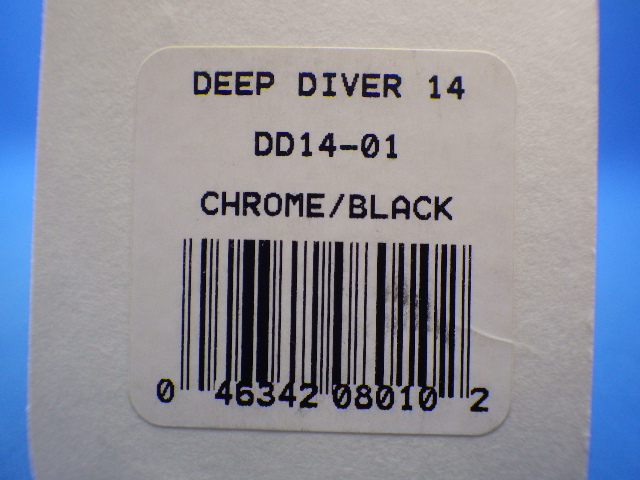 DEEP DIVER 14
DD14-01
CHROME/BLACK
0 46342 08010 2